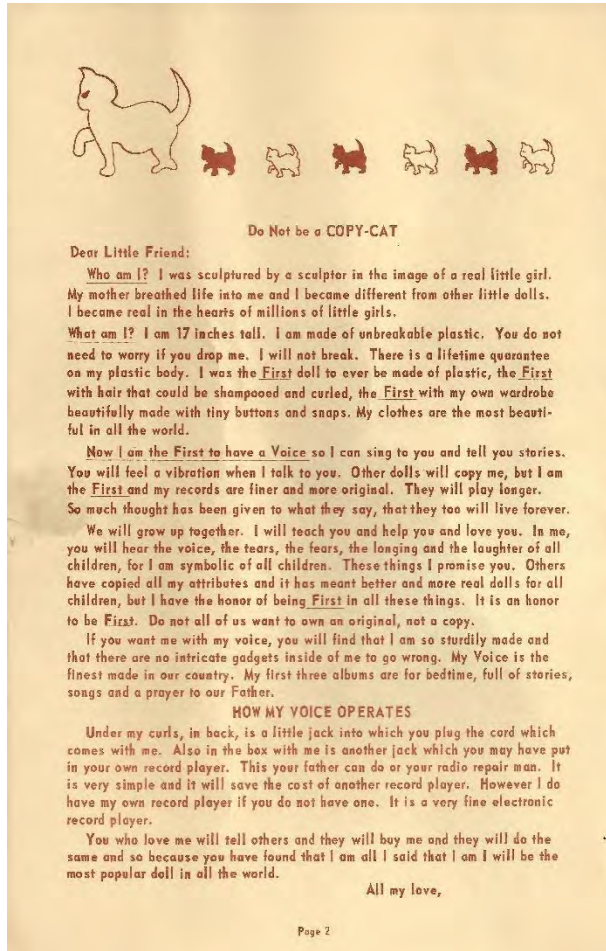 Do Not be a COPY-CAT
Dear Little Friend:
Who am I? I was sculptured by a sculptor in the image of a real little girl.
My mother breathed life into me and I became different from other little dolls.
I became real in the hearts of millions of little girls.
What am I? I am 17 inches tall. I am made of unbreakable plastic. You do not
need to worry if you drop me. I will not break. There is a lifetime quarantee
on my plastic body. I was the First doll to ever be made of plastic, the First
with hair that could be shampooed and curled, the First with my own wardrobe
beautifully made with tiny buttons and snaps. My clothes are the most beauti-
ful in all the world.
Now I am the First to have a Voice so I can sing to you and tell you stories.
You will feel a vibration when I talk to you. Other dolls will copy me, but I am
the First and my records are finer and more original. They will play longer.
So much thought has been given to what they say, that they too will live forever.
We will grow up together. I will teach you and help you and love you. In me,
you will hear the voice, the tears, the fears, the longing and the laughter of all
children, for I am symbolic of all children. These things I promise you. Others
have copied all my attributes and it has meant better and more real dolls for all
children, but I have the honor of being First in all these things. It is an honor
to be First. Do not all of us want to own an original, not a copy.
If you want me with my voice, you will find that I am so sturdily made and
that there are no intricate gadgets inside of me to go wrong. My Voice is the
finest made in our country. My first three albums are for bedtime, full of stories,
songs and a prayer to our Father.
HOW MY VOICE OPERATES
Under my curls, in back, is a little jack into which you plug the cord which
comes with me. Also in the box with me is another jack which you may have put
in your own record player. This your father can do or your radio repair man. It
is very simple and it will save the cost of another record player. However I do
have my own record player if you do not have one. It is a very fine electronic
record player.
You who love me will tell others and they will buy me and they will do the
same and so because you have found that I am all I said that I am I will be the
most popular doll in all the world.
All my love,
Page 2